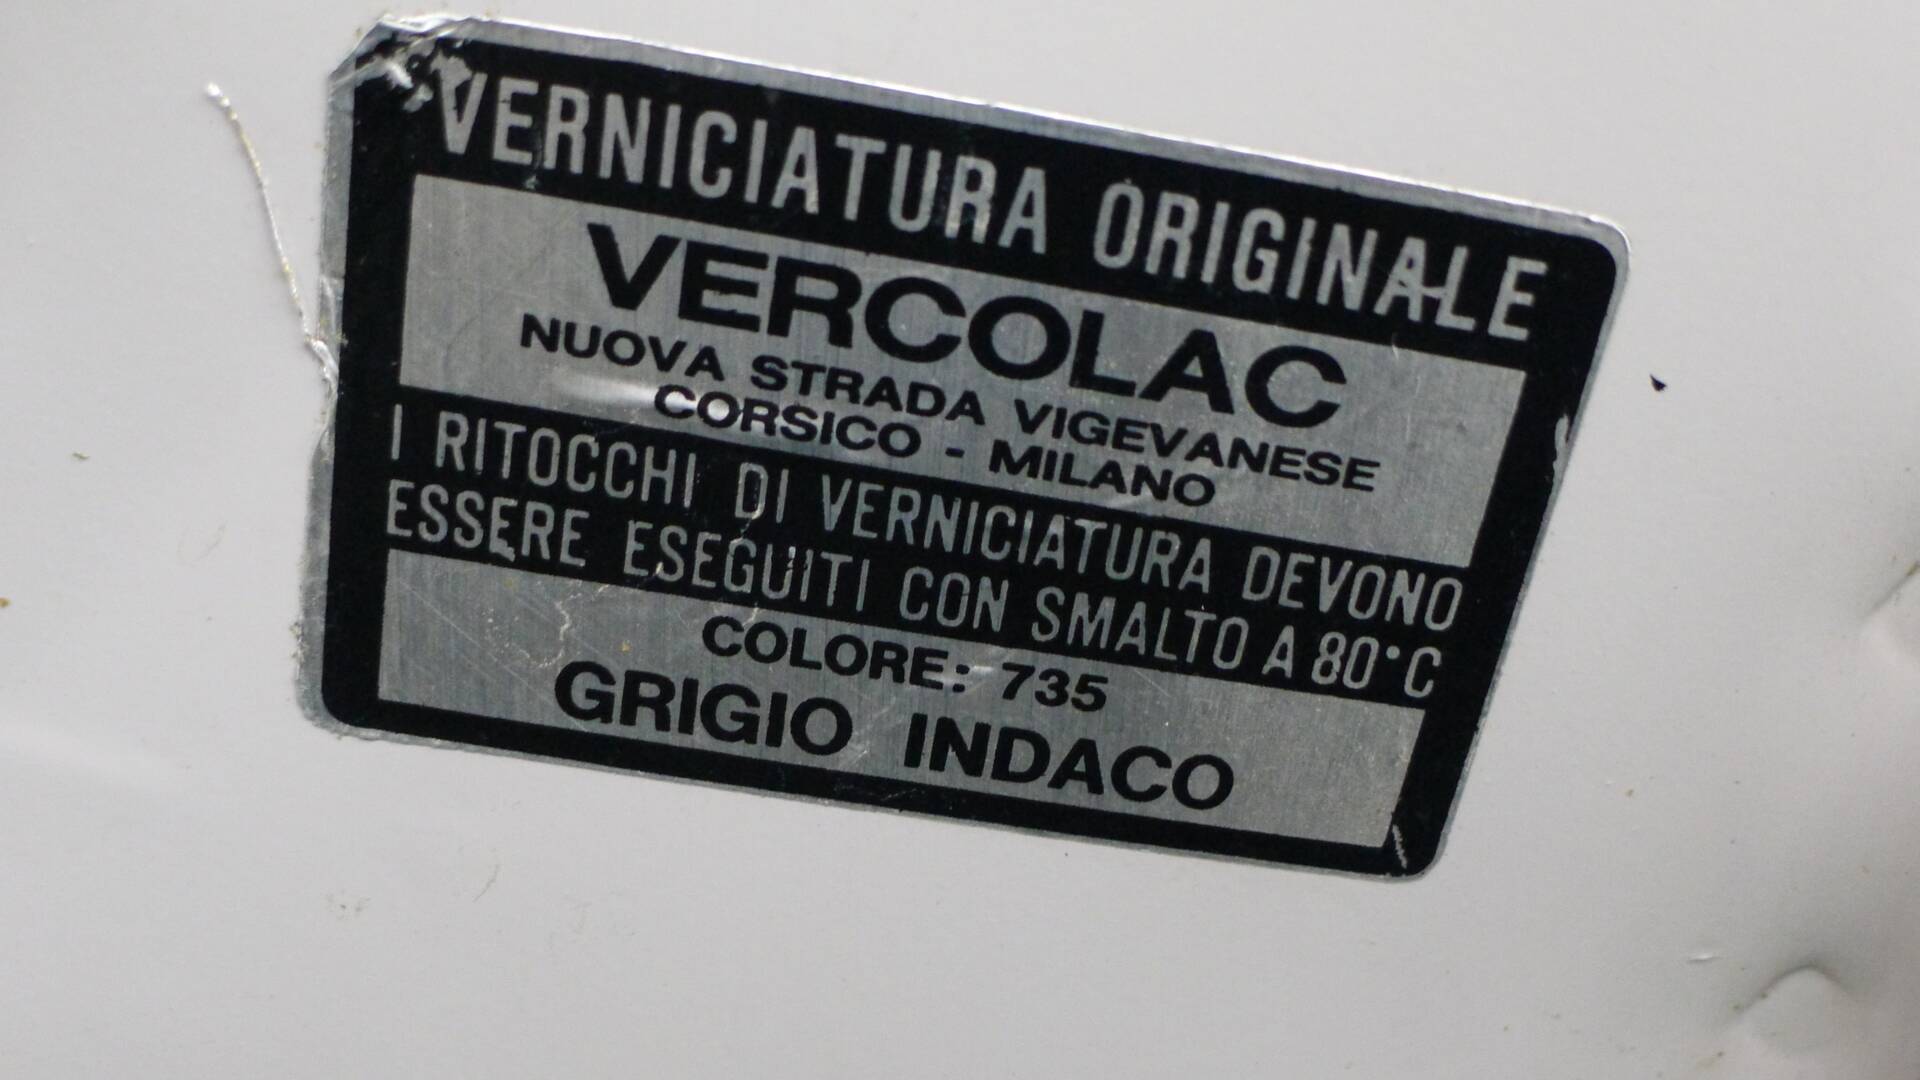 VERNICIATURA ORIGINALE
VERCOLAC
NUOVA STRADA VIGEVANESE
CORSICO - MILANO
I RITOCCHI DI VERNICIATURA DEVONO
ESSERE ESEGUITI CON SMALTO A 80°C
COLORE: 735
GRIGIO INDACO